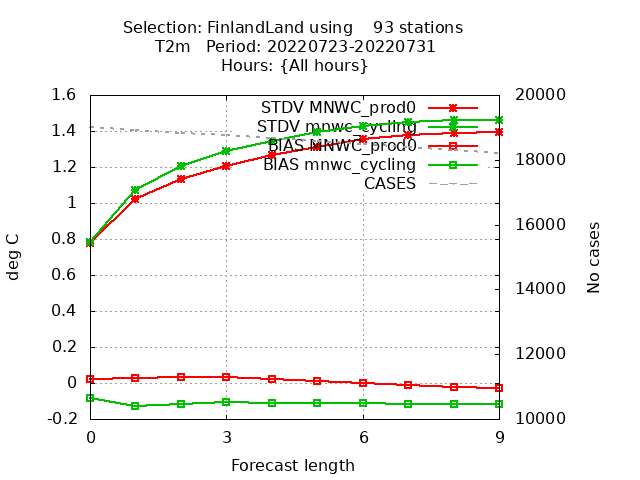 Selection: FinlandLand using 93 stations
T2m Period: 20220723-20220731
Hours: {All hours}
1.6
1.4
1.2
1
0.8
0.6
0.4
0.2
0
-0.2
20000
18000
16000
14000
12000
10000
STDV MNWC_prod0
STDV mnwc_cycling
BIAS MNWC_prod0
BIAS mnwc_cycling
CASES
deg C
No cases
0 3 6 9
Forecast length